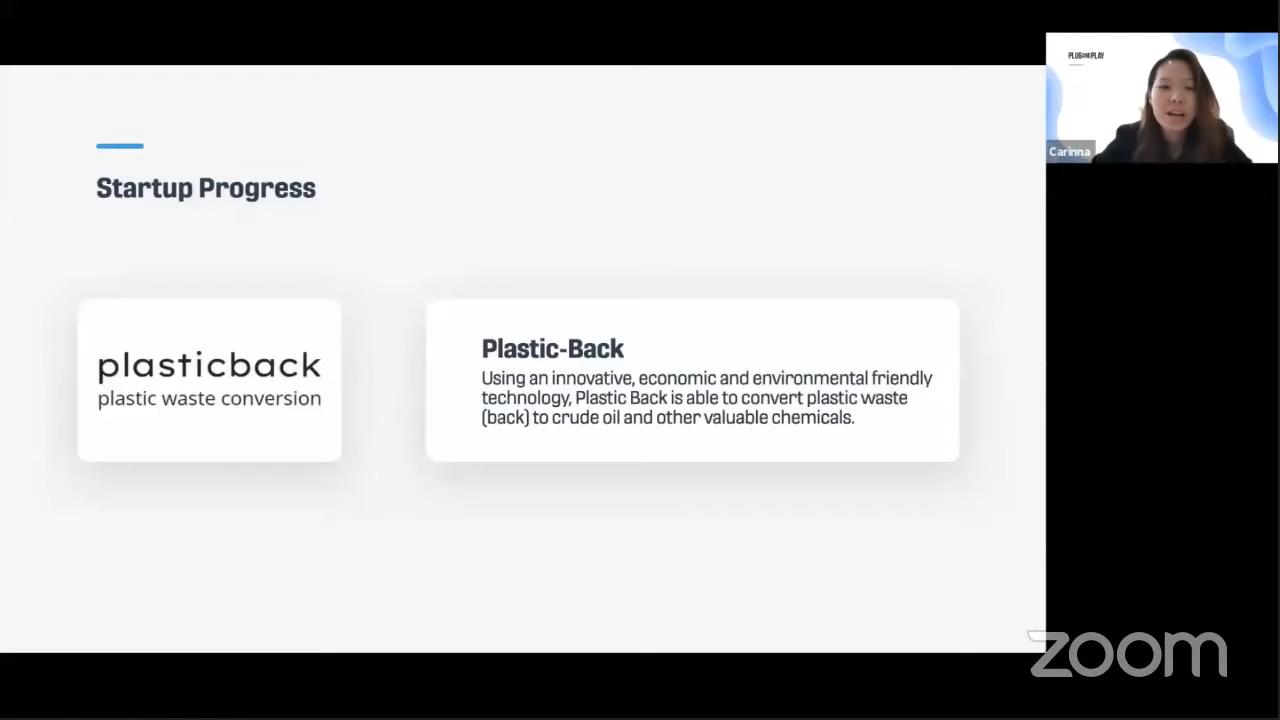 PLUGANDPLAY
Carinna
Startup Progress
plasticback
plastic waste conversion
Plastic-Back
Using an innovative, economic and environmental friendly
technology, Plastic Back is able to convert plastic waste
(back) to crude oil and other valuable chemicals.
zoom